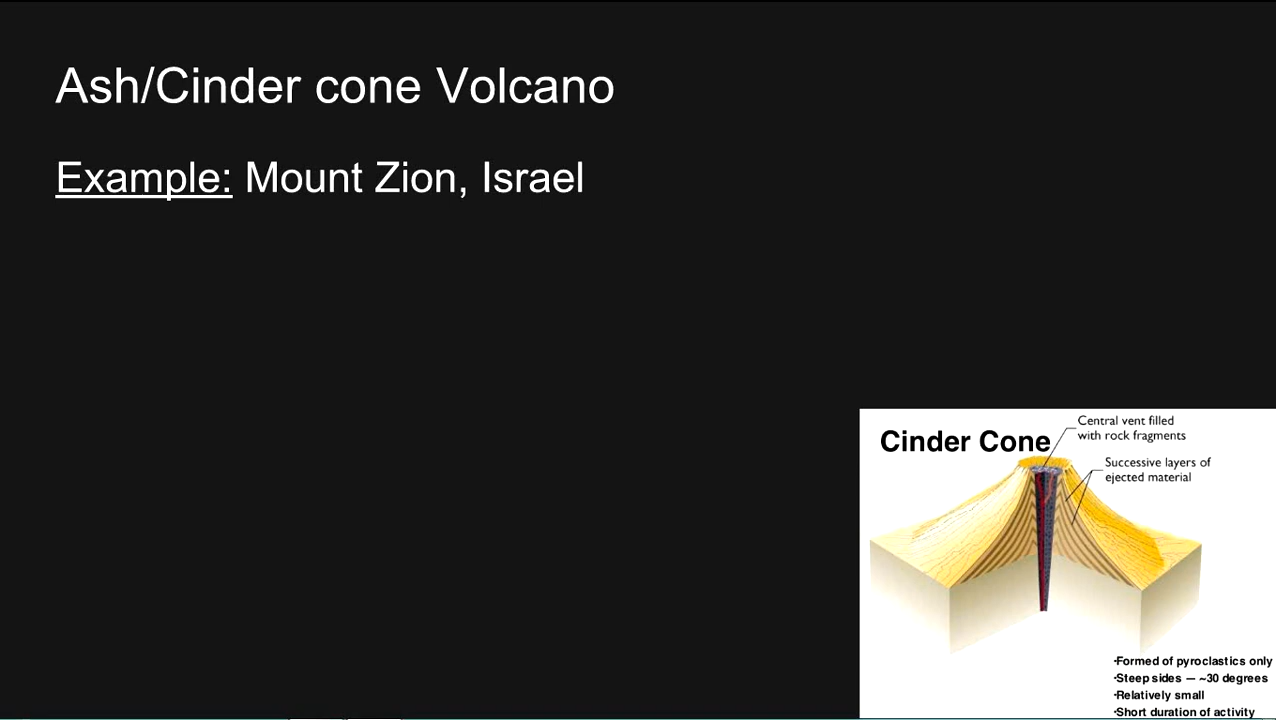 Ash/Cinder cone Volcano
Example: Mount Zion, Israel
Cinder Cone
Central vent filled
with rock fragments
Successive layers of
ejected material
•Formed of pyroclastics only
•Steep sides — ~30 degrees
•Relatively small
•Short duration of activity